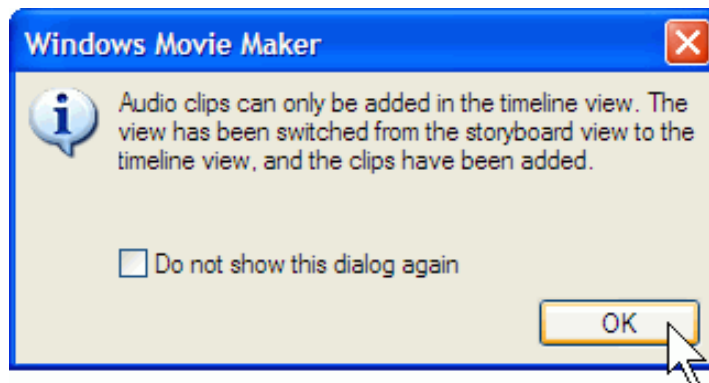 Windows Movie Maker
Audio clips can only be added in the timeline view. The
view has been switched from the storyboard view to the
timeline view, and the clips have been added.
Do not show this dialog again
OK